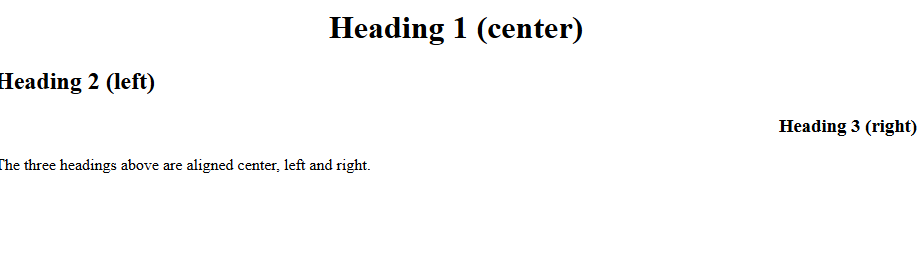 Heading 1 (center)
Heading 2 (left)
Heading 3 (right)
The three headings above are aligned center, left and right.